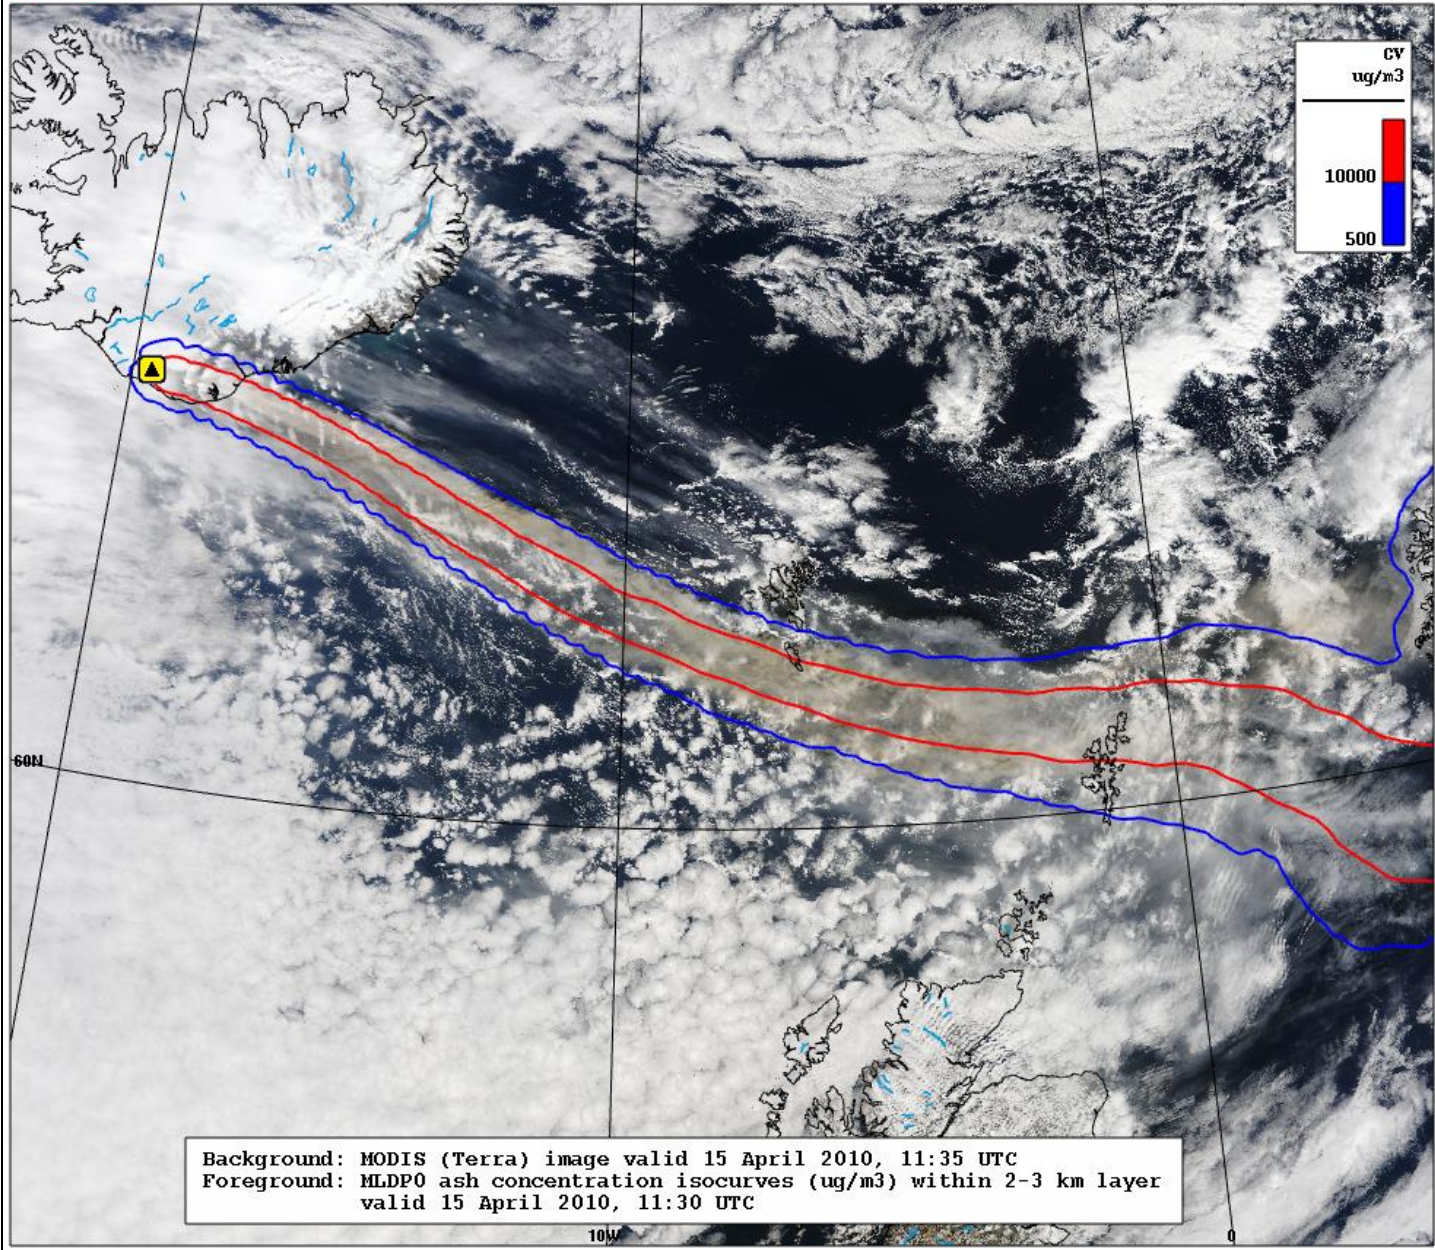 CV
ug/m3
10000
500
60N
Background: MODIS (Terra) image valid 15 April 2010, 11:35 UTC
Foreground: MLDP0 ash concentration isocurves (ug/m3) within 2-3 km layer
valid 15 April 2010, 11:30 UTC
10W
0